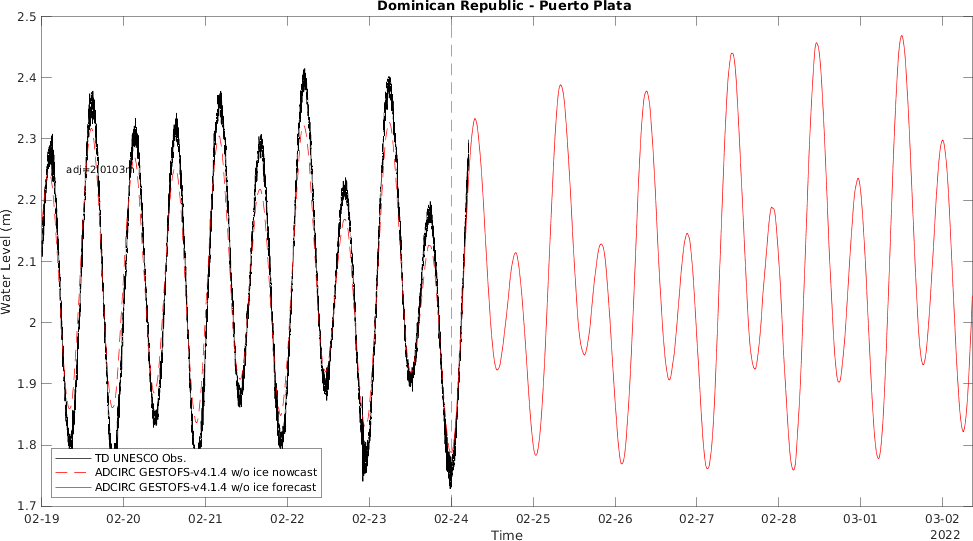 Dominican Republic - Puerto Plata
2.5
2.4
2.3
2.2
2.1
2
1.9
1.8
1.7
Water Level (m)
adj=2.0103m
TD UNESCO Obs.
ADCIRC GESTOFS-v4.1.4 w/o ice nowcast
ADCIRC GESTOFS-v4.1.4 w/o ice forecast
02-19 02-20 02-21 02-22 02-23 02-24 02-25 02-26 02-27 02-28 03-01 03-02
Time 2022